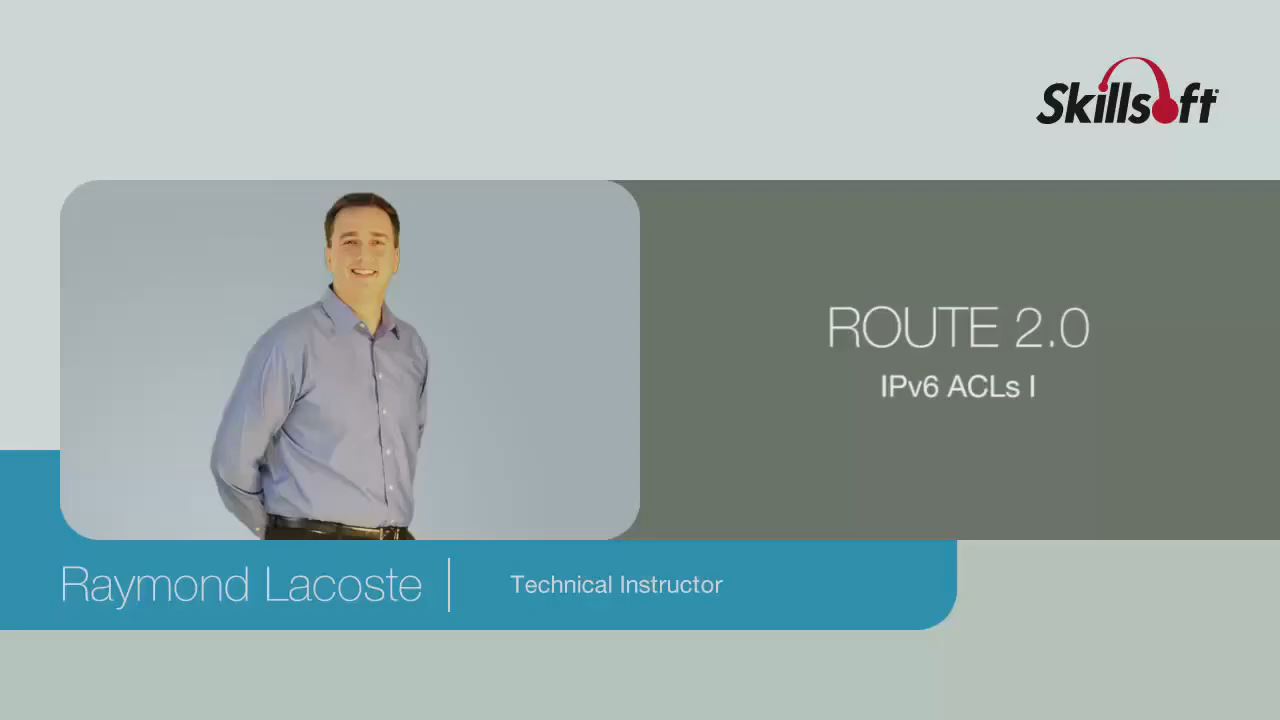 Skillsoft
ROUTE 2.0
IPv6 ACLs I
Raymond Lacoste
Technical Instructor